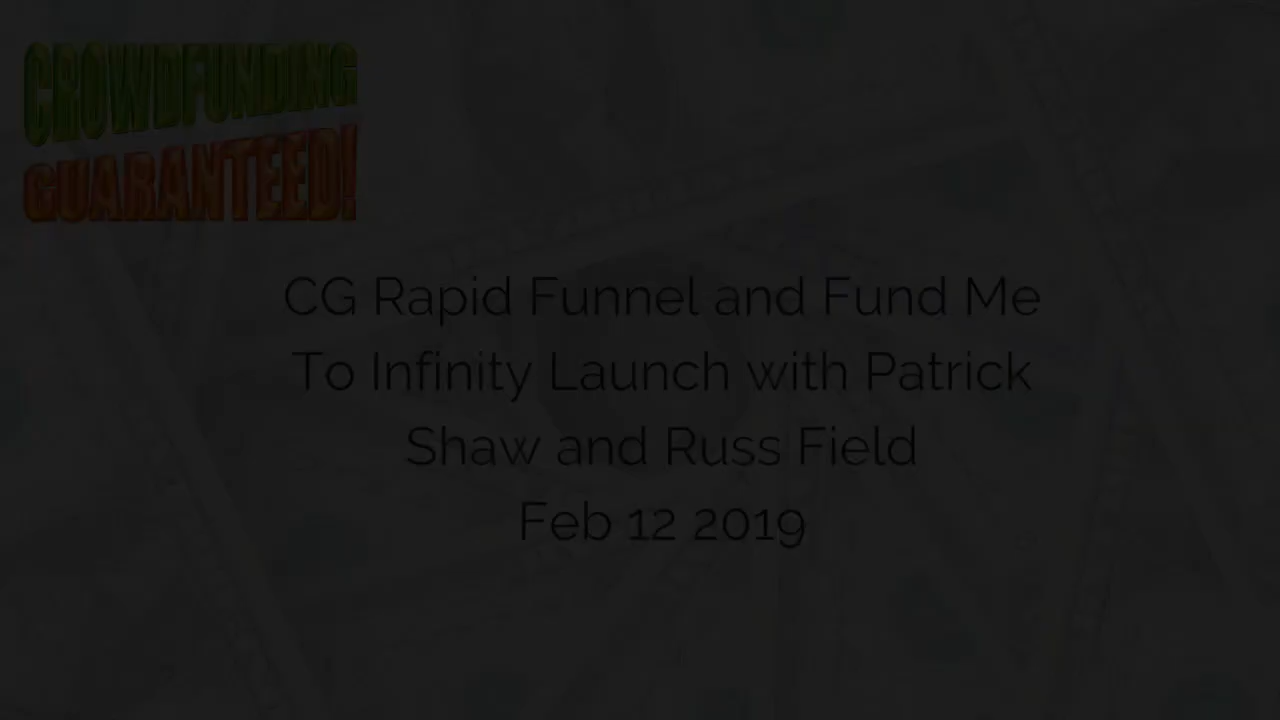 CROWDFUNDING
GUARANTEED!
CG Rapid Funnel and Fund Me
To Infinity Launch with Patrick
Shaw and Russ Field
Feb 12 2019